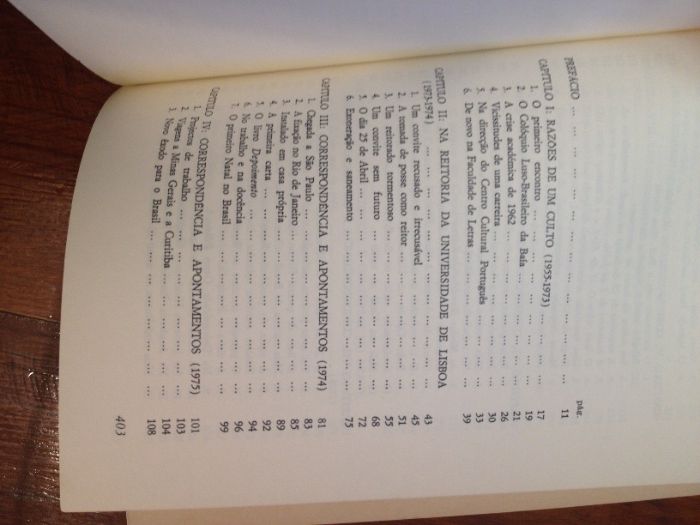 pág.
PREFÁCIO ... ... ... ... ... ... ... ... ... ... ... ... 11
CAPÍTULO I: RAZÕES DE UM CULTO (1955-1973)
1. O primeiro encontro ... ... ... ... ... ... ... ... 17
2. O Colóquio Luso-Brasileiro da Baía ... ... ... ... 19
3. A crise académica de 1962 ... ... ... ... ... ... 21
4. Vicissitudes de uma carreira ... ... ... ... ... ... 26
5. Na direcção do Centro Cultural Português ... ... ... 30
6. De novo na Faculdade de Letras ... ... ... ... ... 33
39
CAPÍTULO II: NA REITORIA DA UNIVERSIDADE DE LISBOA
(1973-1974) ... ... ... ... ... ... ... ... ... 43
1. Um convite recusado e irrecusável ... ... ... ... 45
2. A tomada de posse como reitor ... ... ... ... ... 51
3. Um reitorado tormentoso ... ... ... ... ... ... 55
4. Um convite sem futuro ... ... ... ... ... ... 68
5. O dia 25 de Abril ... ... ... ... ... ... ... 72
6. Exoneração e saneamento ... ... ... ... ... ... 75
CAPÍTULO III: CORRESPONDÊNCIA E APONTAMENTOS (1974) 81
1. Chegada a São Paulo ... ... ... ... ... ... ... 83
2. A fixação no Rio de Janeiro ... ... ... ... ... ... 85
3. Instalado em casa própria ... ... ... ... ... ... 89
4. A primeira carta ... ... ... ... ... ... ... ... 92
5. O livro Depoimento ... ... ... ... ... ... ... 94
6. No trabalho e na docência ... ... ... ... ... ... 96
7. O primeiro Natal no Brasil ... ... ... ... ... ... 99
CAPÍTULO IV: CORRESPONDÊNCIA E APONTAMENTOS (1975) 101
1. Projetos de trabalho ... ... ... ... ... ... ... 103
2. Viagem a Minas Gerais e a Curitiba ... ... ... ... 104
3. Novo êxodo para o Brasil ... ... ... ... ... ... 108
403